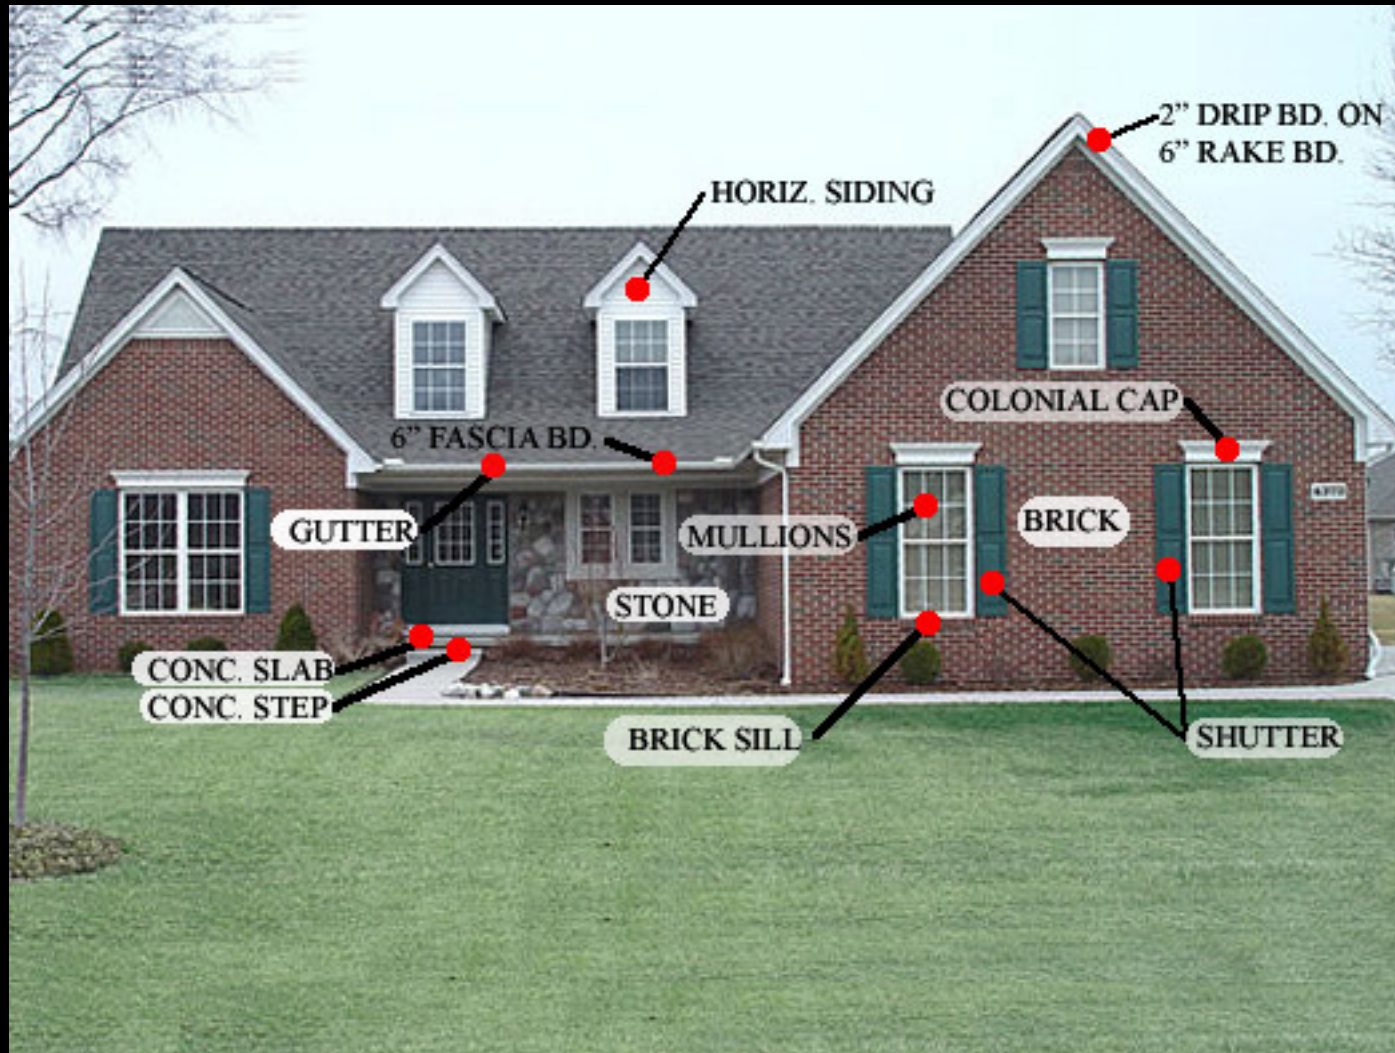 2” DRIP BD. ON
6” RAKE BD.
HORIZ. SIDING
COLONIAL CAP
6” FASCIA BD.
GUTTER
MULLIONS
BRICK
STONE
CONC. SLAB
CONC. STEP
BRICK SILL
SHUTTER